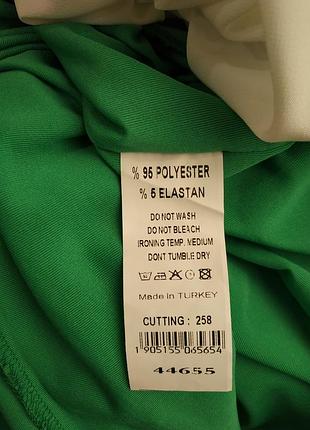 % 95 POLYESTER
% 5 ELASTAN
DO NOT WASH
DO NOT BLEACH
IRONING TEMP. MEDIUM
DONT TUMBLE DRY
Made in TURKEY
CUTTING : 258
1 905155 065654
44655